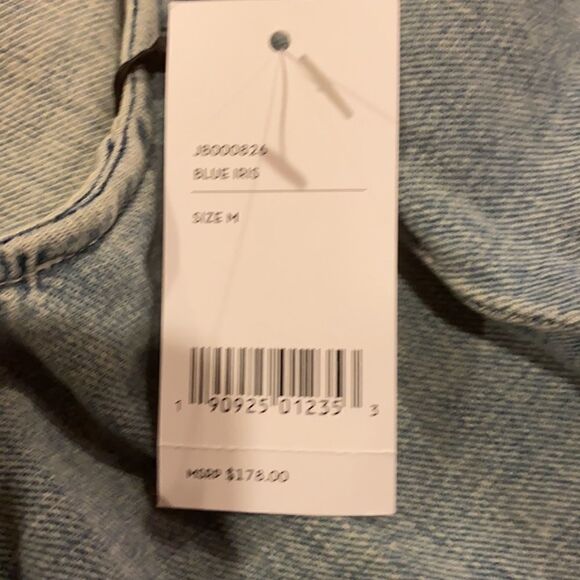 JB000826
BLUE IRIS
SIZE M
1 90925 01235 3
MSRP $178.00